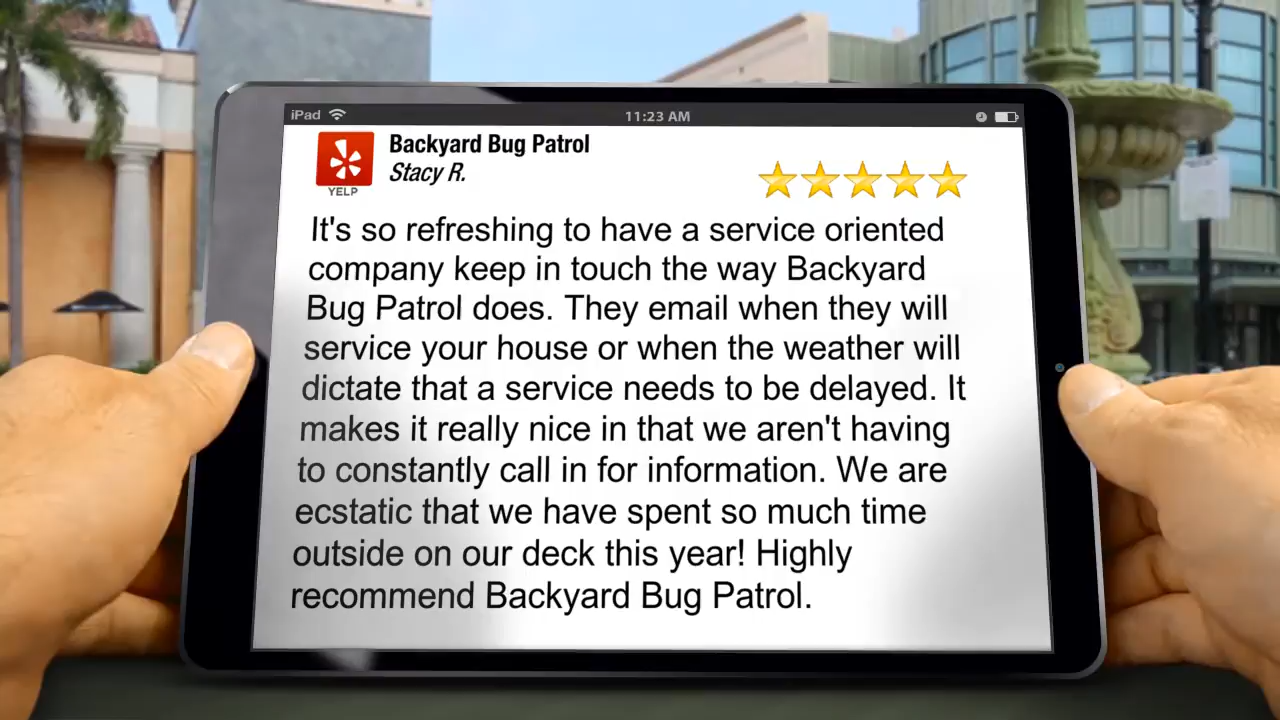 iPad 11:23 AM
Backyard Bug Patrol
Stacy R.
YELP
It's so refreshing to have a service oriented
company keep in touch the way Backyard
Bug Patrol does. They email when they will
service your house or when the weather will
dictate that a service needs to be delayed. It
makes it really nice in that we aren't having
to constantly call in for information. We are
ecstatic that we have spent so much time
outside on our deck this year! Highly
recommend Backyard Bug Patrol.